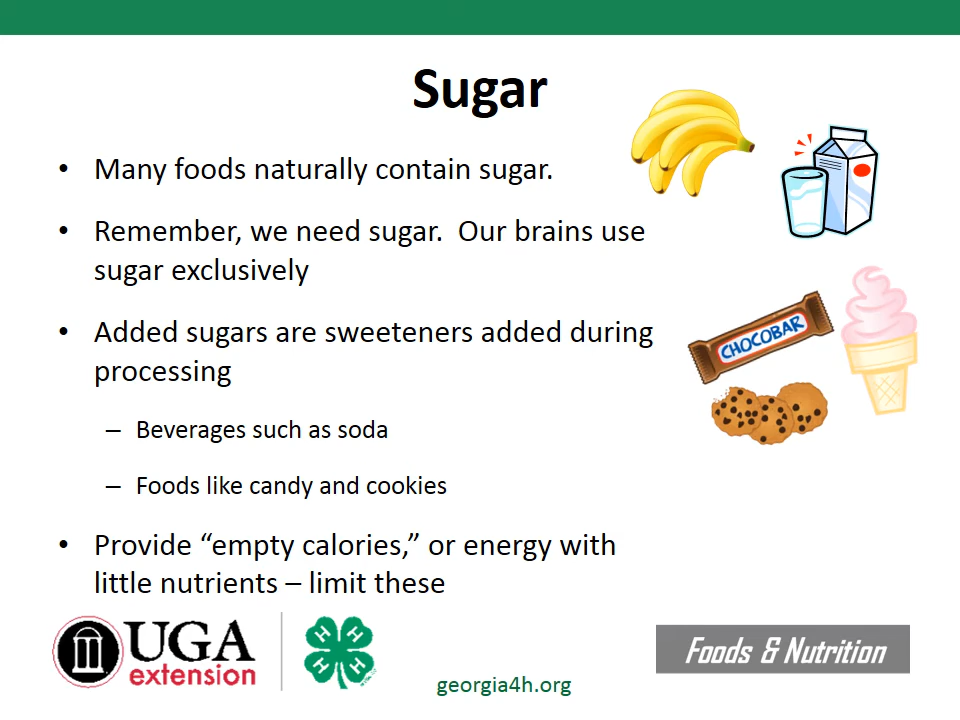 Sugar
• Many foods naturally contain sugar.
• Remember, we need sugar.  Our brains use
sugar exclusively
CHOCOBAR
• Added sugars are sweeteners added during
processing
– Beverages such as soda
– Foods like candy and cookies
• Provide “empty calories,” or energy with
little nutrients – limit these
UGA
extension
H H
H H
georgia4h.org
Foods & Nutrition